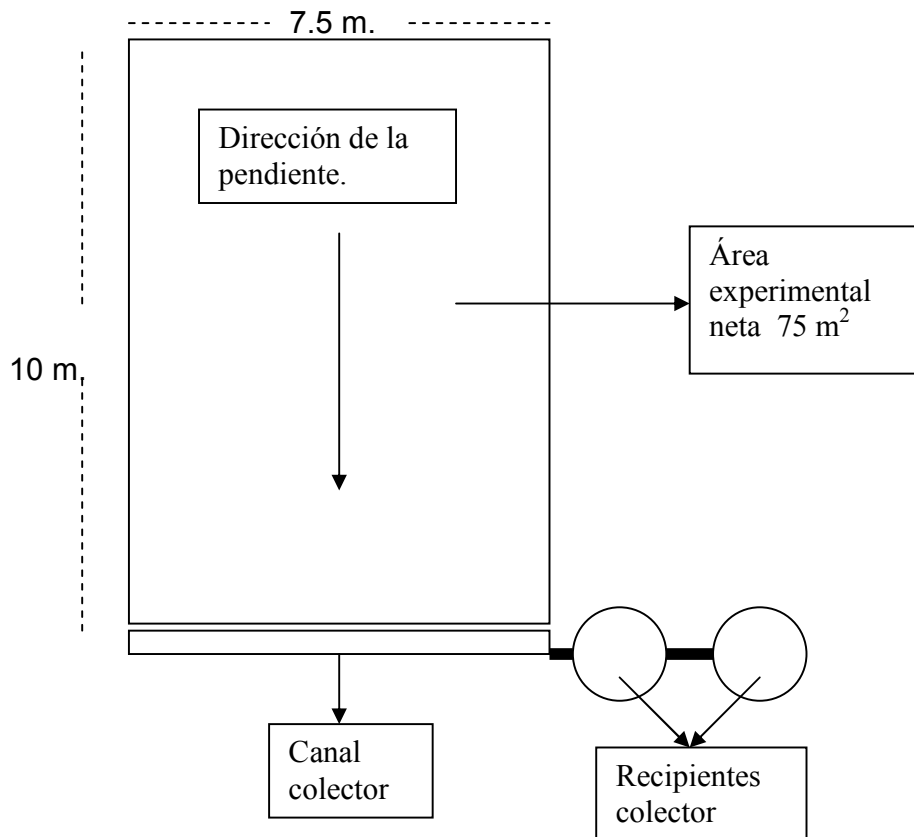 7.5 m.
Dirección de la
pendiente.
Área
experimental
neta 75 m²
10 m.
Canal
colector
Recipientes
colector